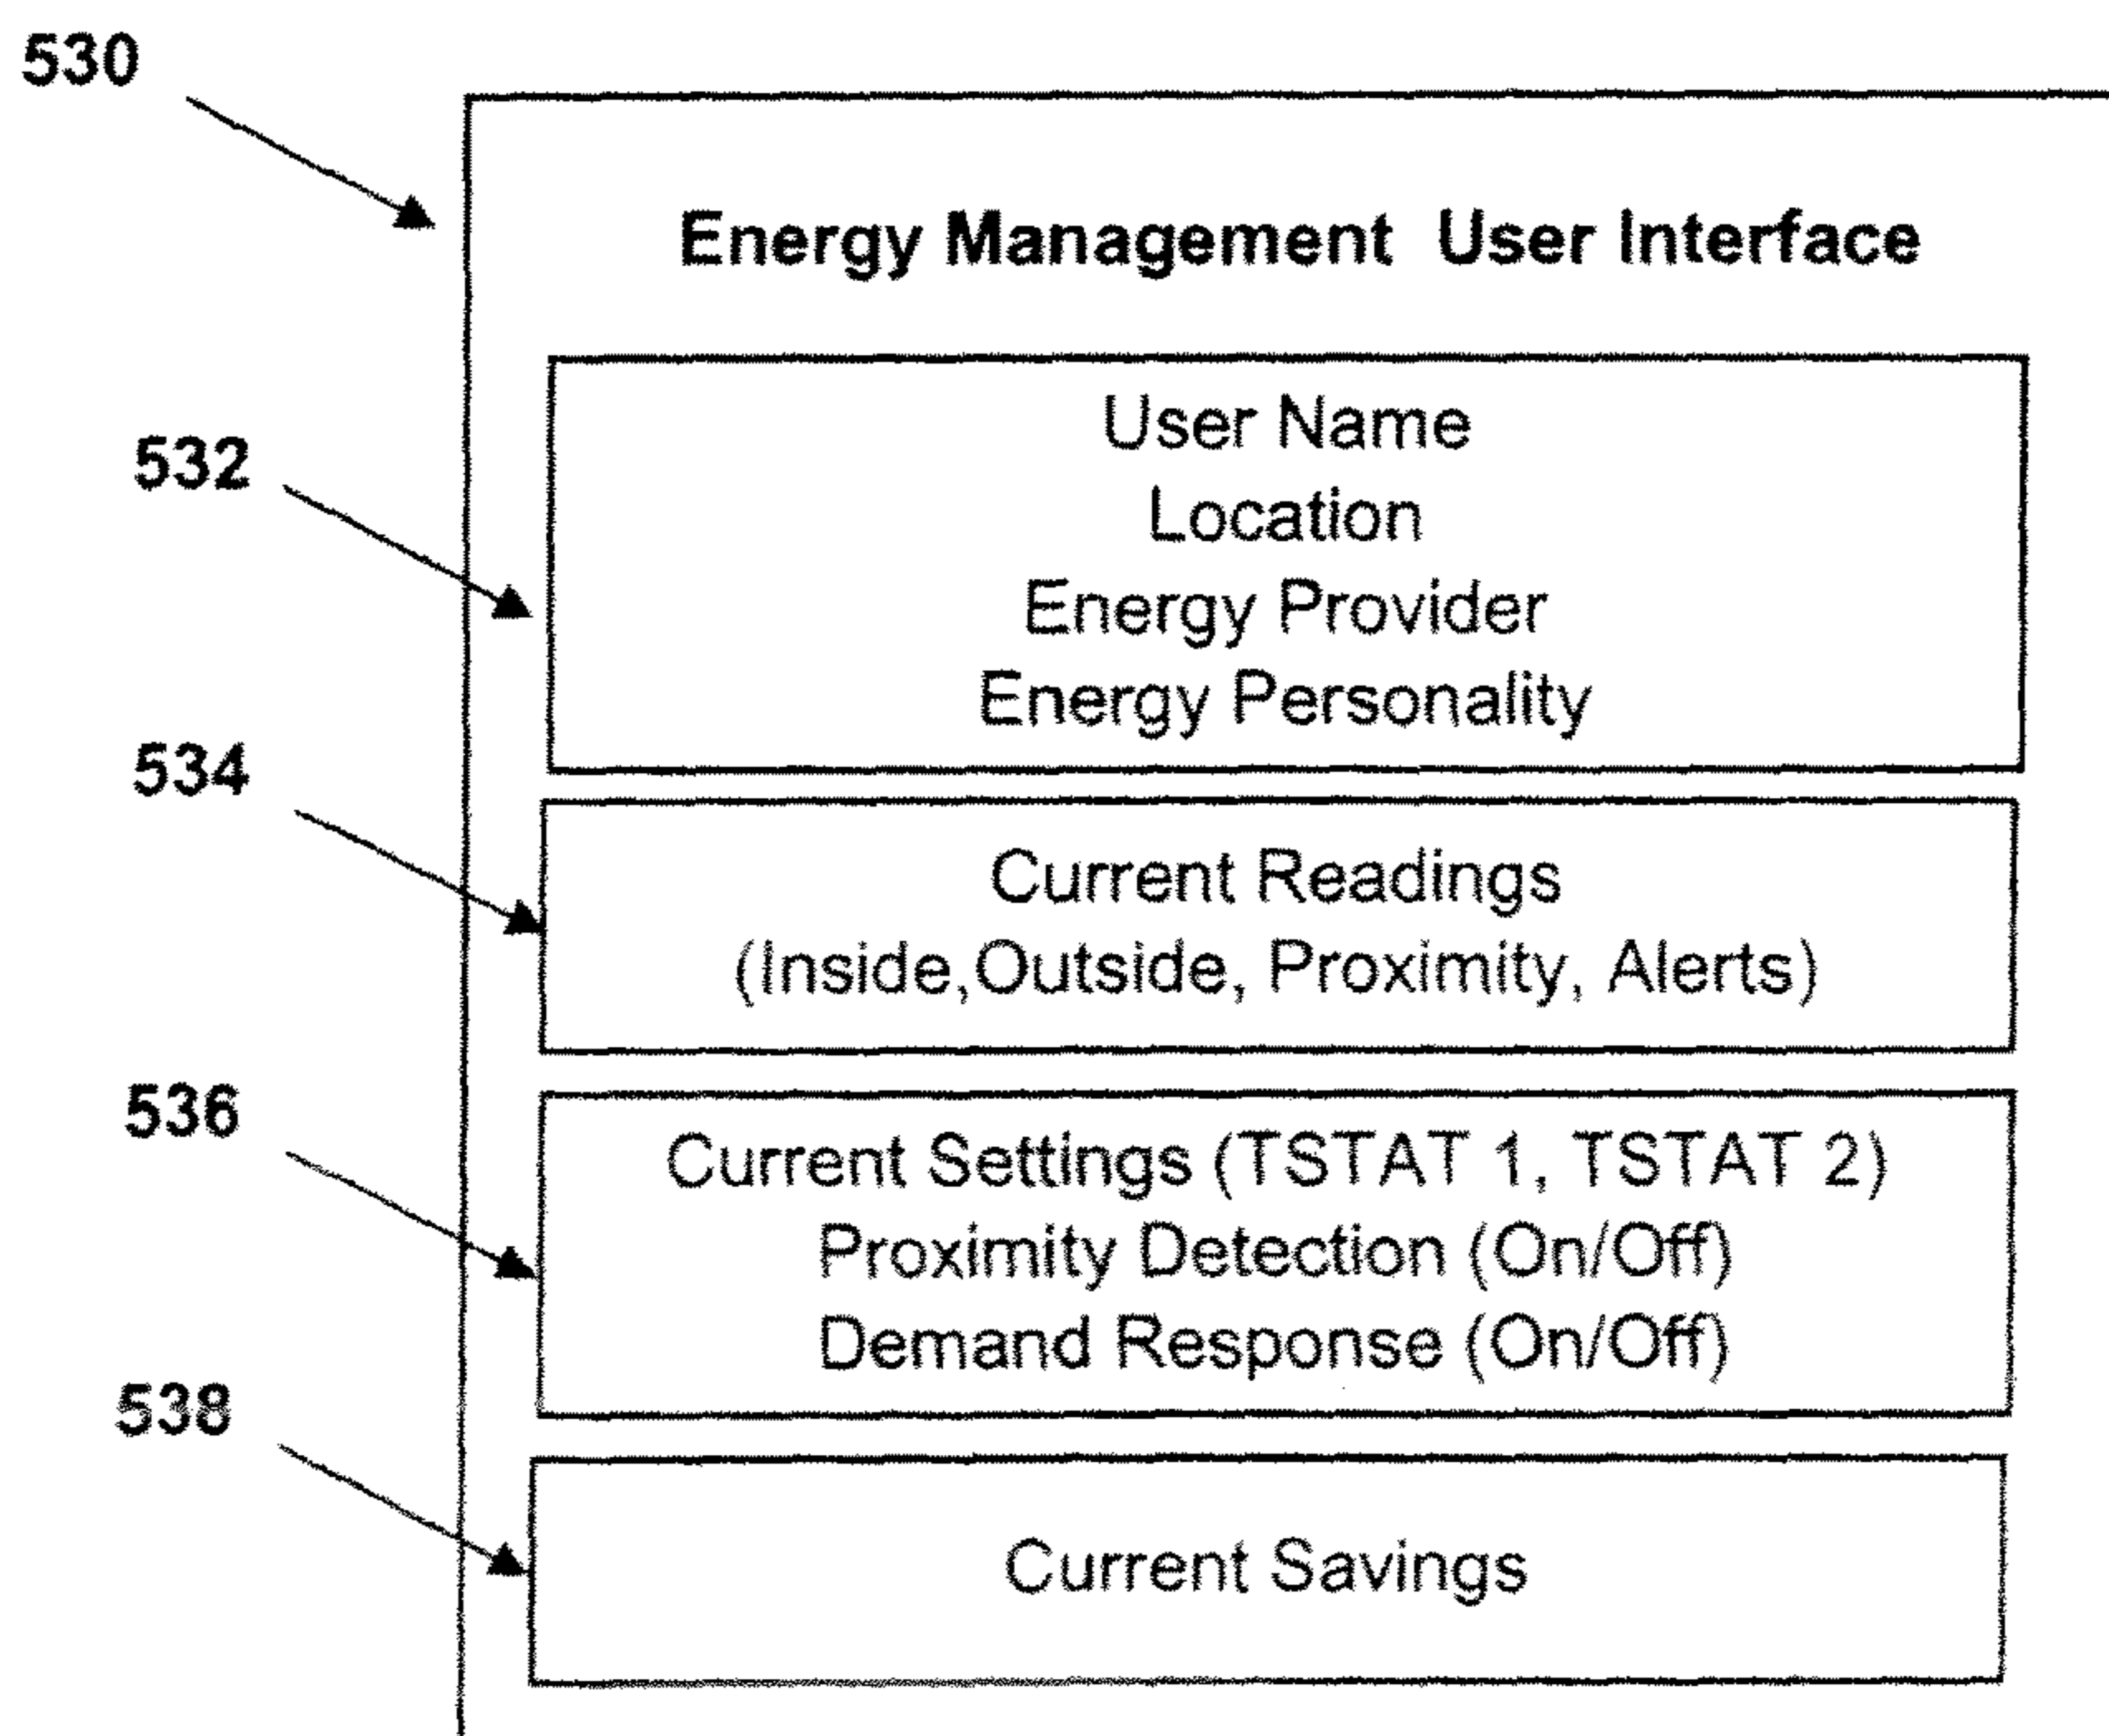 530
Energy Management User Interface
532
User Name
Location
Energy Provider
Energy Personality
534
Current Readings
(Inside,Outside, Proximity, Alerts)
536
Current Settings (TSTAT 1, TSTAT 2)
Proximity Detection (On/Off)
Demand Response (On/Off)
538
Current Savings